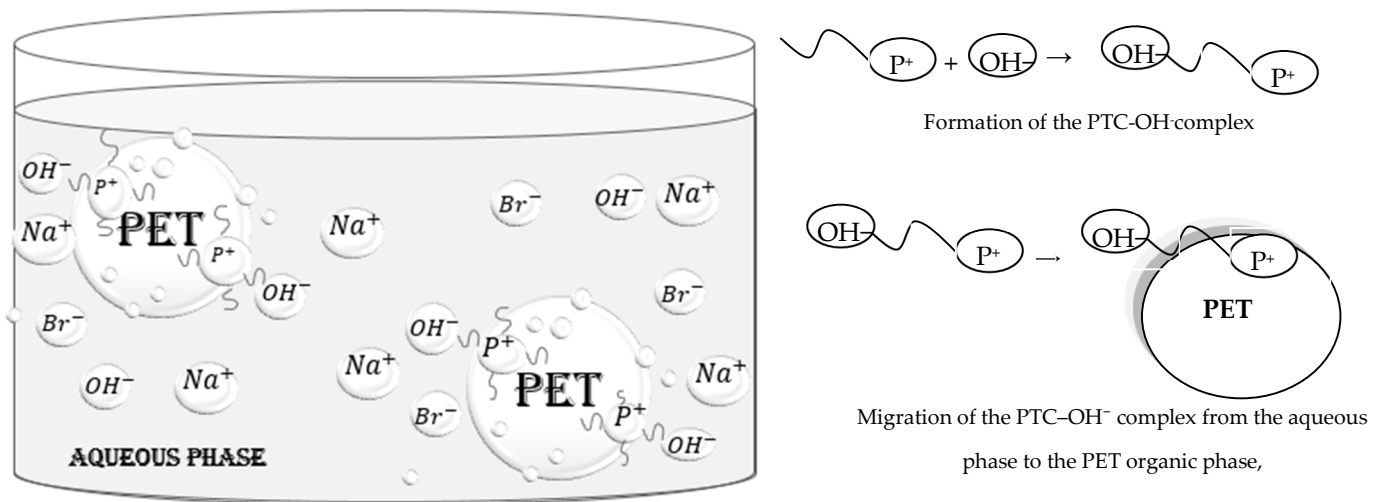 OH⁻
P⁺
Na⁺
PET
P⁺
OH⁻
Br⁻
OH⁻
Na⁺
Na⁺
Br⁻
OH⁻
Na⁺
Br⁻
OH⁻
P⁺
Na⁺
PET
Na⁺
Br⁻
P⁺
OH⁻
AQUEOUS PHASE
P⁺ + OH- → OH- P⁺
Formation of the PTC-OH-complex
OH- P⁺ → OH- P⁺
PET
Migration of the PTC–OH⁻ complex from the aqueous
phase to the PET organic phase,